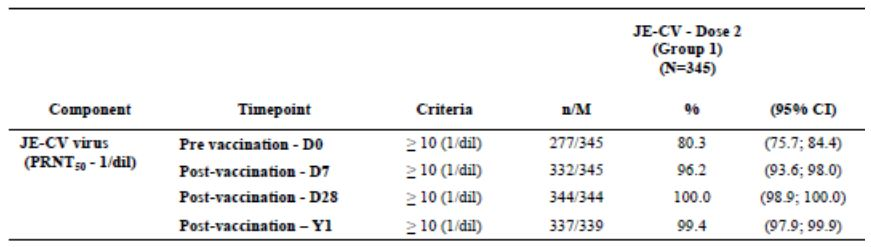 JE-CV - Dose 2
(Group 1)
(N=345)
Component Timepoint Criteria n/M % (95% CI)
JE-CV virus Pre vaccination - D0 ≥ 10 (1/dil) 277/345 80.3 (75.7; 84.4)
(PRNT₅₀ - 1/dil)
Post-vaccination - D7 ≥ 10 (1/dil) 332/345 96.2 (93.6; 98.0)
Post-vaccination - D28 ≥ 10 (1/dil) 344/344 100.0 (98.9; 100.0)
Post-vaccination – Y1 ≥ 10 (1/dil) 337/339 99.4 (97.9; 99.9)